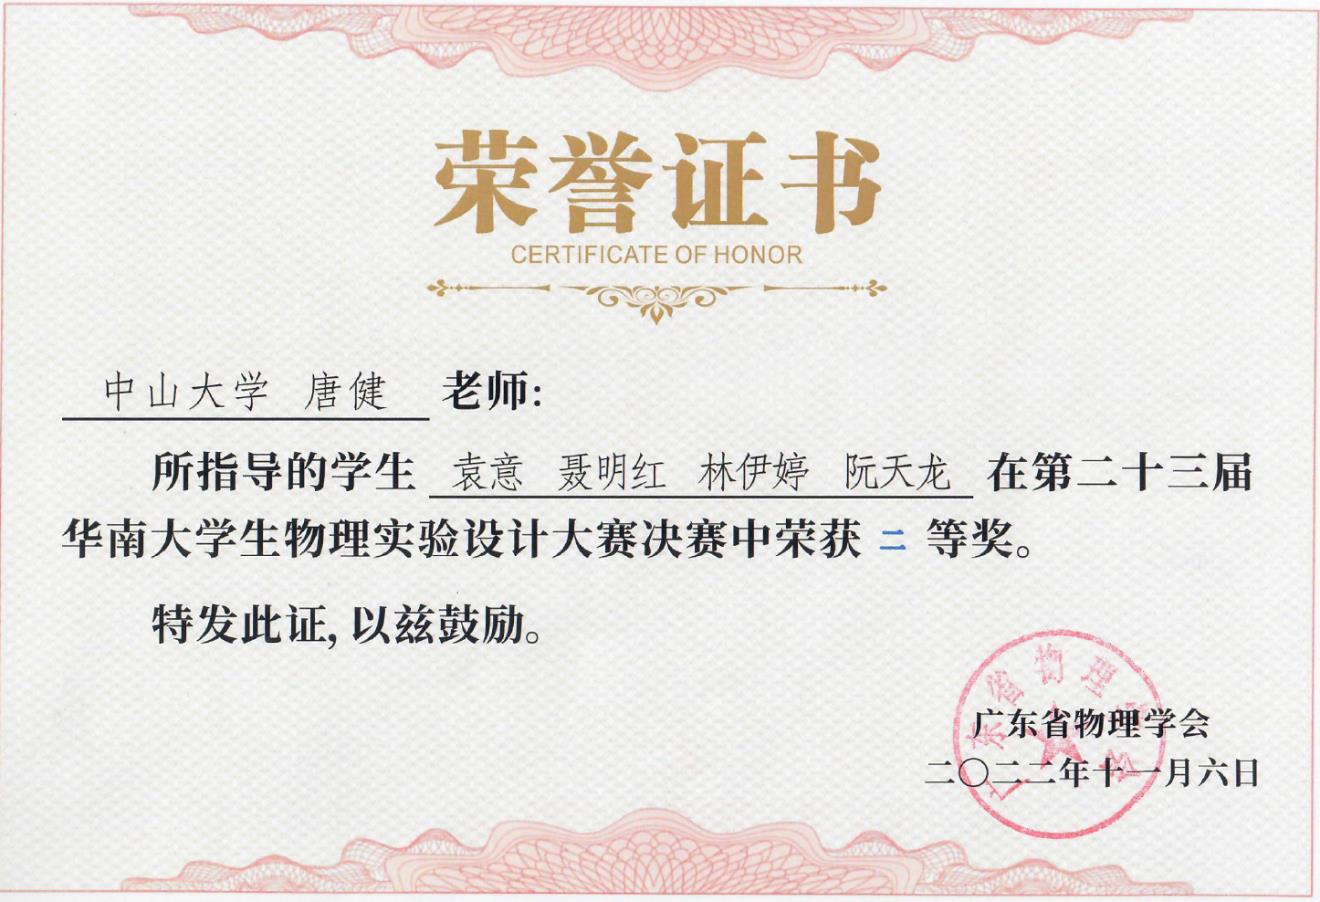 荣誉证书
CERTIFICATE OF HONOR
中山大学 唐健 老师:
所指导的学生 袁意 聂明红 林伊婷 阮天龙 在第二十三届
华南大学生物理实验设计大赛决赛中荣获 二 等奖。
特发此证, 以兹鼓励。
广东省物理学会
广东省物理学会
二〇二二年十一月六日